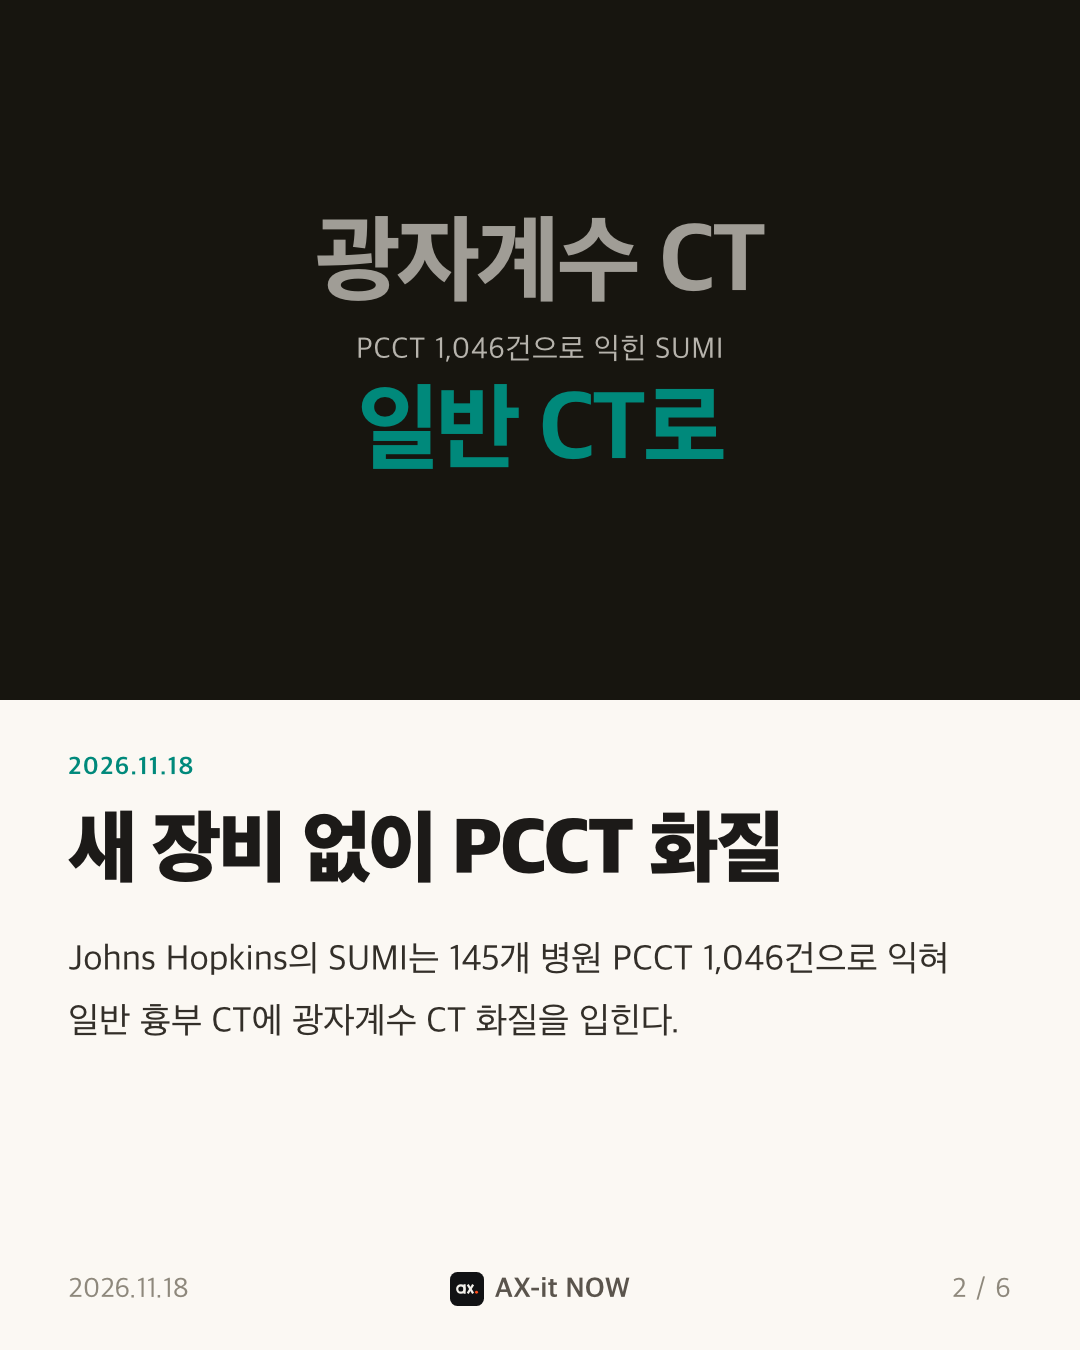 광자계수 CT
PCCT 1,046건으로 익힌 SUMI
일반 CT로
2026.11.18
새 장비 없이 PCCT 화질
Johns Hopkins의 SUMI는 145개 병원 PCCT 1,046건으로 익혀
일반 흉부 CT에 광자계수 CT 화질을 입힌다.
2026.11.18
ax.
AX-it NOW
2 / 6